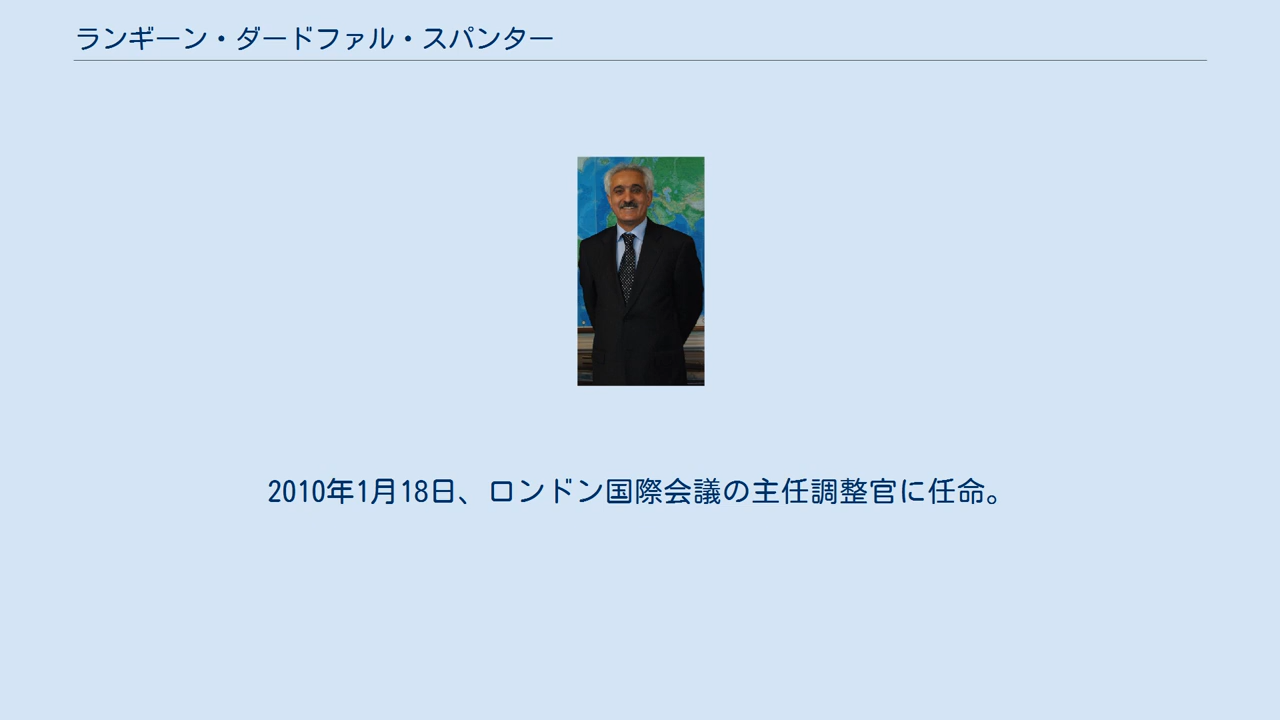 ランギーン・ダードファル・スパンター
2010年1月18日、ロンドン国際会議の主任調整官に任命。